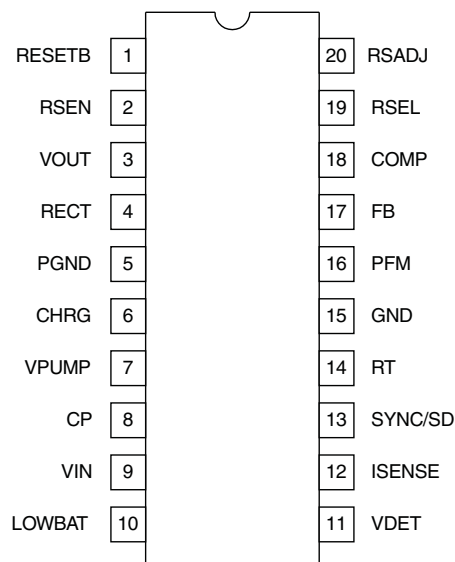 RESETB 1 20 RSADJ
RSEN 2 19 RSEL
VOUT 3 18 COMP
RECT 4 17 FB
PGND 5 16 PFM
CHRG 6 15 GND
VPUMP 7 14 RT
CP 8 13 SYNC/SD
VIN 9 12 ISENSE
LOWBAT 10 11 VDET